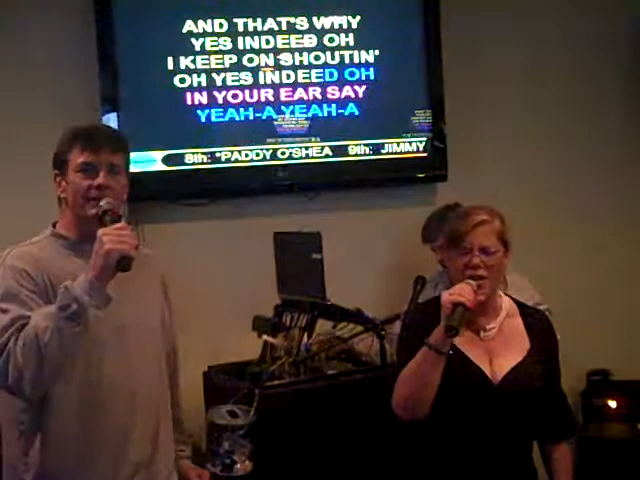 AND THAT'S WHY
YES INDEED OH
I KEEP ON SHOUTIN'
OH YES INDEED OH
IN YOUR EAR SAY
YEAH-A YEAH-A
8th: *PADDY O'SHEA 9th: JIMMY